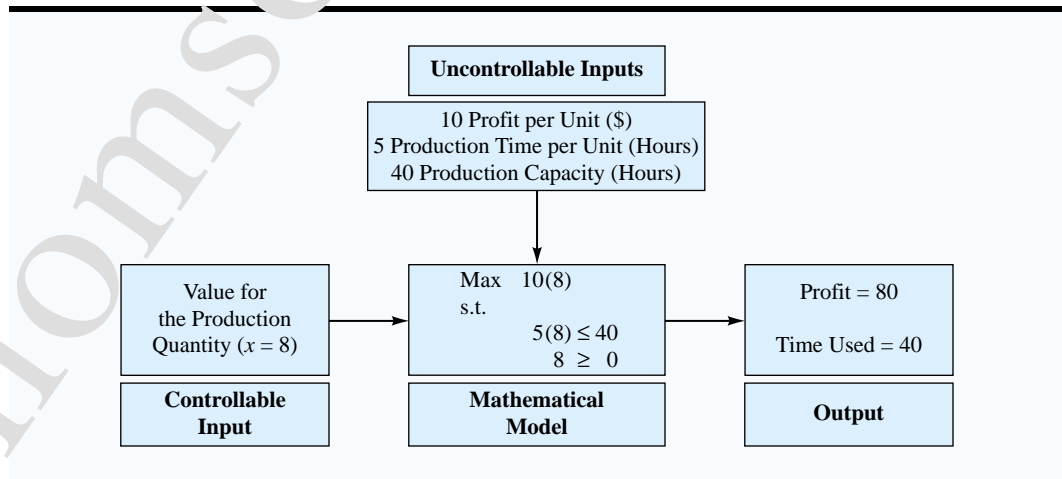 Uncontrollable Inputs
10 Profit per Unit ($)
5 Production Time per Unit (Hours)
40 Production Capacity (Hours)
Value for
the Production
Quantity (x = 8)
Controllable
Input
Max 10(8)
s.t.
5(8) ≤ 40
8 ≥ 0
Mathematical
Model
Profit = 80
Time Used = 40
Output